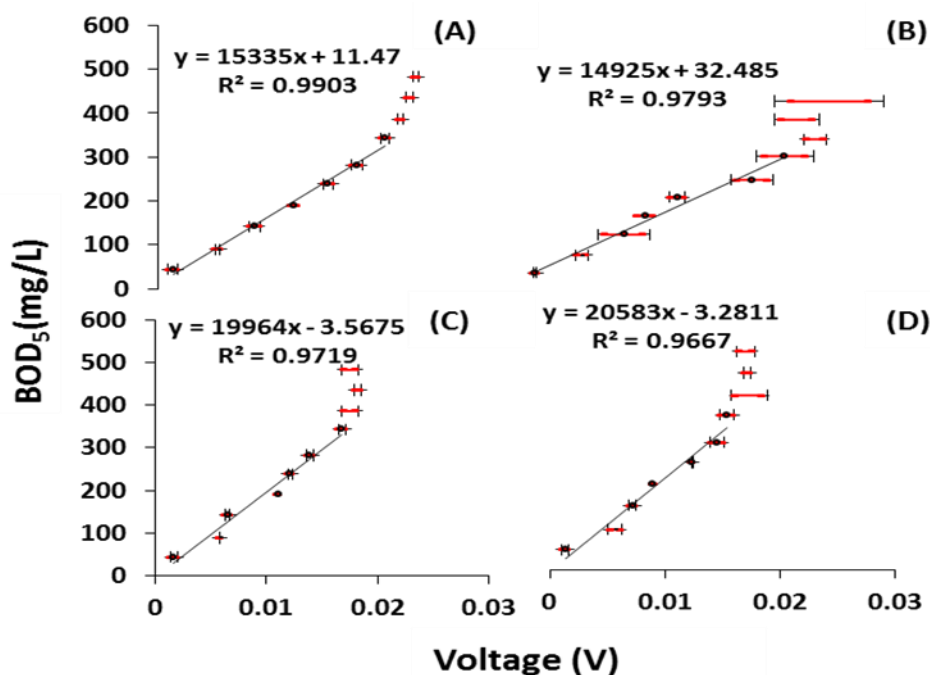 (A)
y = 15335x + 11.47
R² = 0.9903
600
500
400
300
200
100
0
(B)
y = 14925x + 32.485
R² = 0.9793
BOD₅(mg/L)
(C)
y = 19964x - 3.5675
R² = 0.9719
600
500
400
300
200
100
0
0 0.01 0.02 0.03
(D)
y = 20583x - 3.2811
R² = 0.9667
0 0.01 0.02 0.03
Voltage (V)